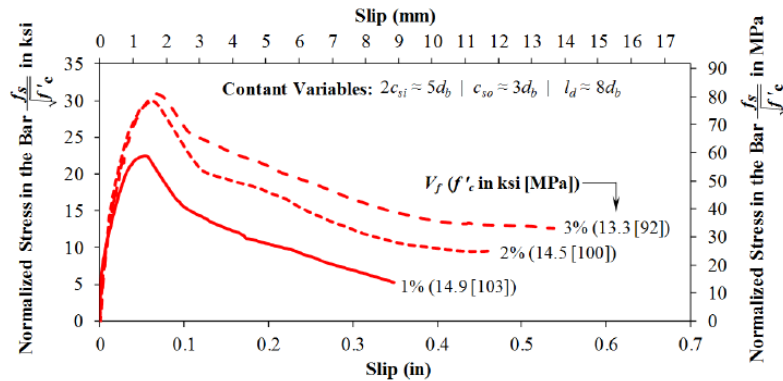 Slip (mm)
0 1 2 3 4 5 6 7 8 9 10 11 12 13 14 15 16 17
Normalized Stress in the Bar fs/√f'c in ksi
35
30
25
20
15
10
5
0
Contant Variables: 2csi ≈ 5db | cso ≈ 3db | ld ≈ 8db
Vf (f'c in ksi [MPa])
3% (13.3 [92])
2% (14.5 [100])
1% (14.9 [103])
90
80
70
60
50
40
30
20
10
0
Normalized Stress in the Bar fs/√f'c in MPa
0 0.1 0.2 0.3 0.4 0.5 0.6 0.7
Slip (in)